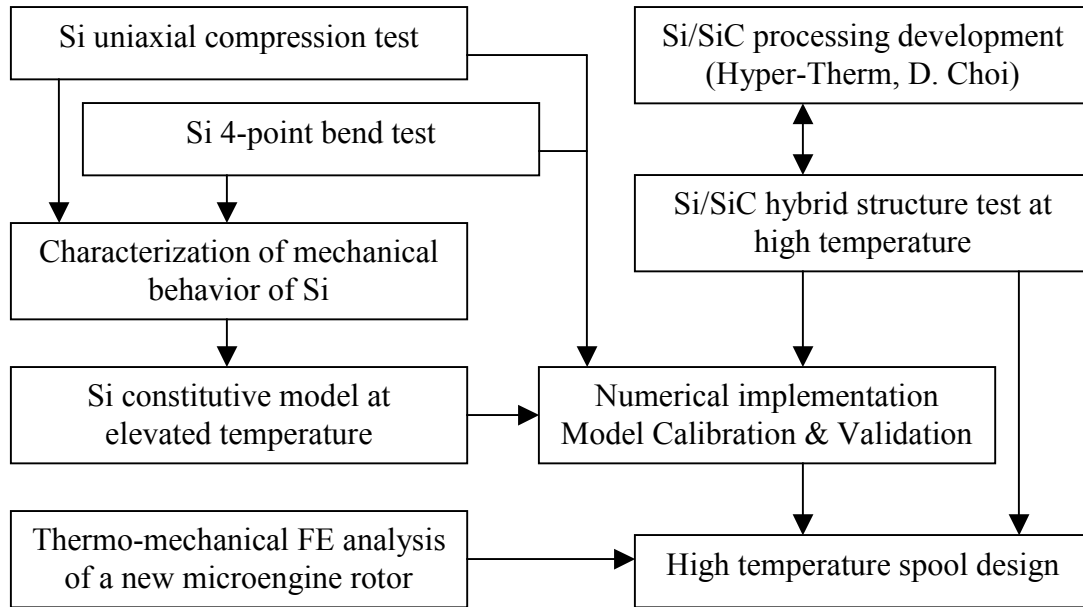 Si uniaxial compression test
Si/SiC processing development
(Hyper-Therm, D. Choi)
Si 4-point bend test
Si/SiC hybrid structure test at
high temperature
Characterization of mechanical
behavior of Si
Si constitutive model at
elevated temperature
Numerical implementation
Model Calibration & Validation
Thermo-mechanical FE analysis
of a new microengine rotor
High temperature spool design